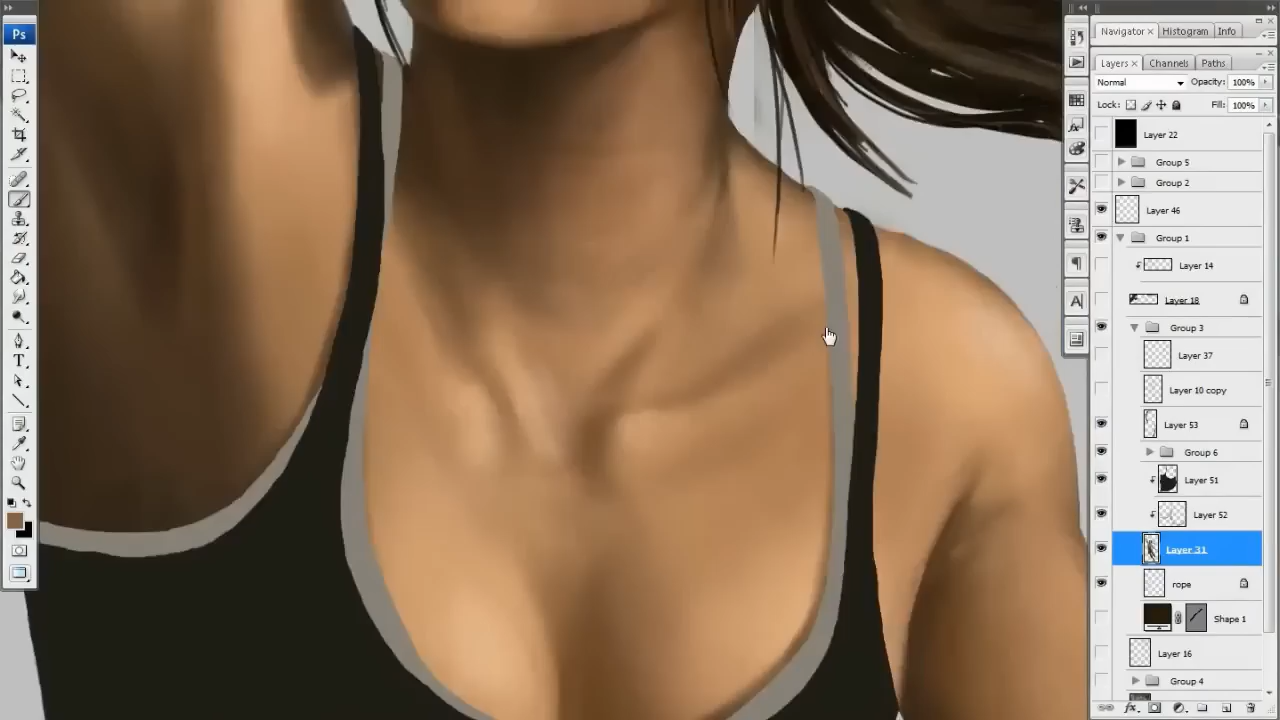 Ps
T
A
Navigator × Histogram Info
Layers × Channels Paths
Normal Opacity: 100%
Lock: Fill: 100%
Layer 22
Group 5
Group 2
Layer 46
Group 1
Layer 14
Layer 18
Group 3
Layer 37
Layer 10 copy
Layer 53
Group 6
Layer 51
Layer 52
Layer 31
rope
Shape 1
Layer 16
Group 4
fx